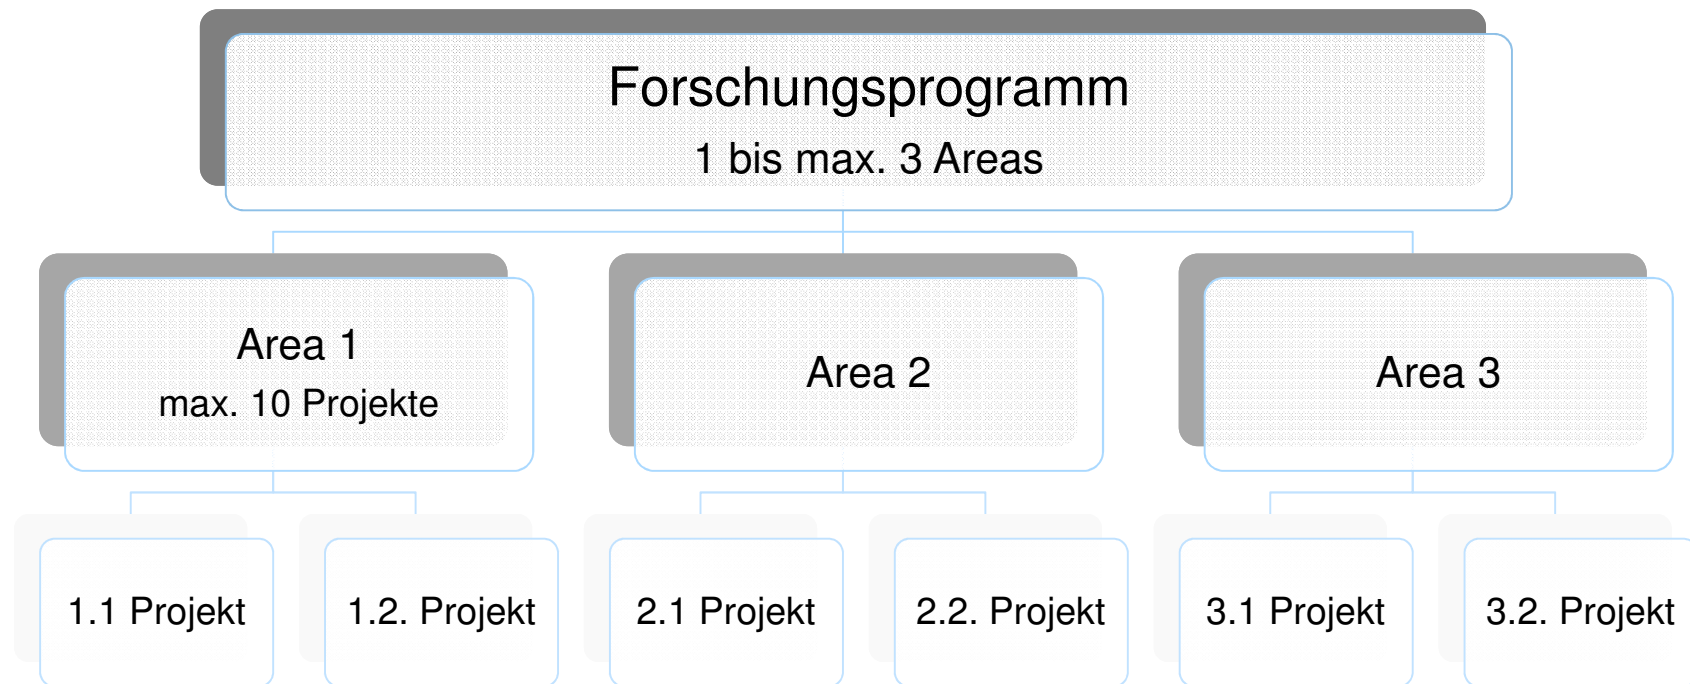 Forschungsprogramm
1 bis max. 3 Areas
Area 1
max. 10 Projekte
Area 2
Area 3
1.1 Projekt
1.2. Projekt
2.1 Projekt
2.2. Projekt
3.1 Projekt
3.2. Projekt